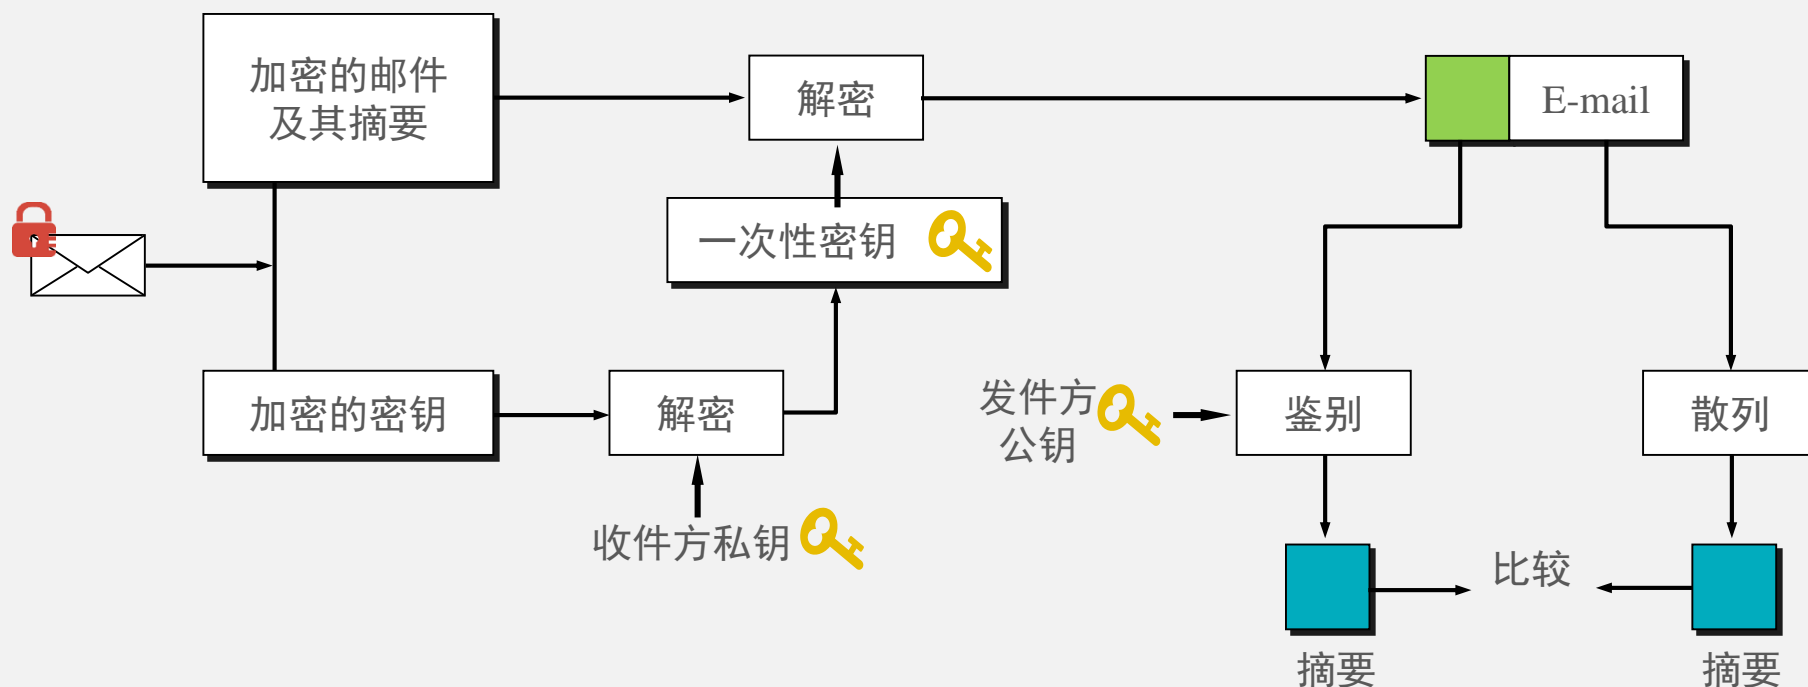 加密的邮件
及其摘要
解密
E-mail
一次性密钥
加密的密钥
解密
发件方
公钥
鉴别
散列
收件方私钥
比较
摘要
摘要